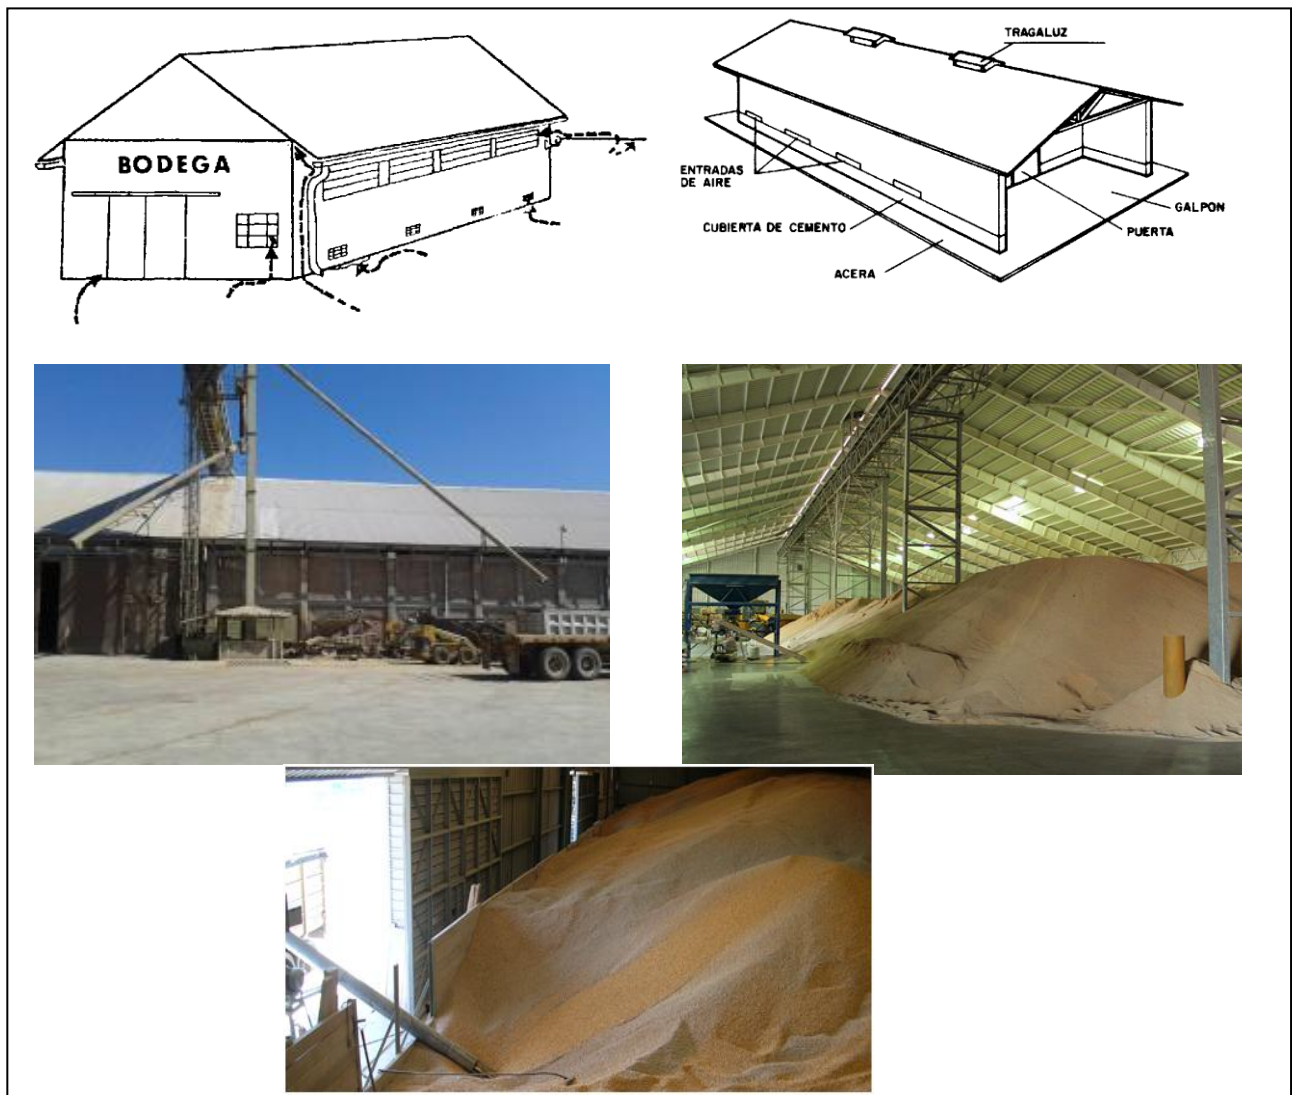 BODEGA
TRAGALUZ
ENTRADAS
DE AIRE
CUBIERTA DE CEMENTO
ACERA
PUERTA
GALPON